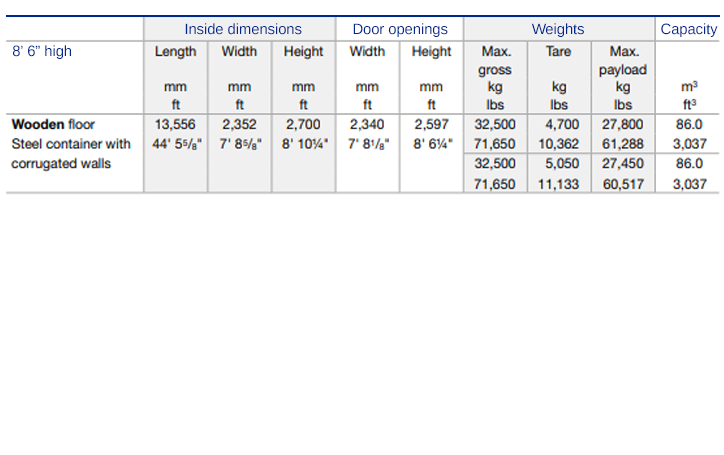 Inside dimensions Door openings Weights Capacity
8' 6” high Length Width Height Width Height Max. Tare Max.
gross payload
mm mm mm mm mm kg kg kg m³
ft ft ft ft ft lbs lbs lbs ft³
Wooden floor 13,556 2,352 2,700 2,340 2,597 32,500 4,700 27,800 86.0
Steel container with 44' 5⁵/₈" 7' 8⁵/₈" 8' 10¼" 7' 8¹/₈" 8' 6¼" 71,650 10,362 61,288 3,037
corrugated walls 32,500 5,050 27,450 86.0
71,650 11,133 60,517 3,037